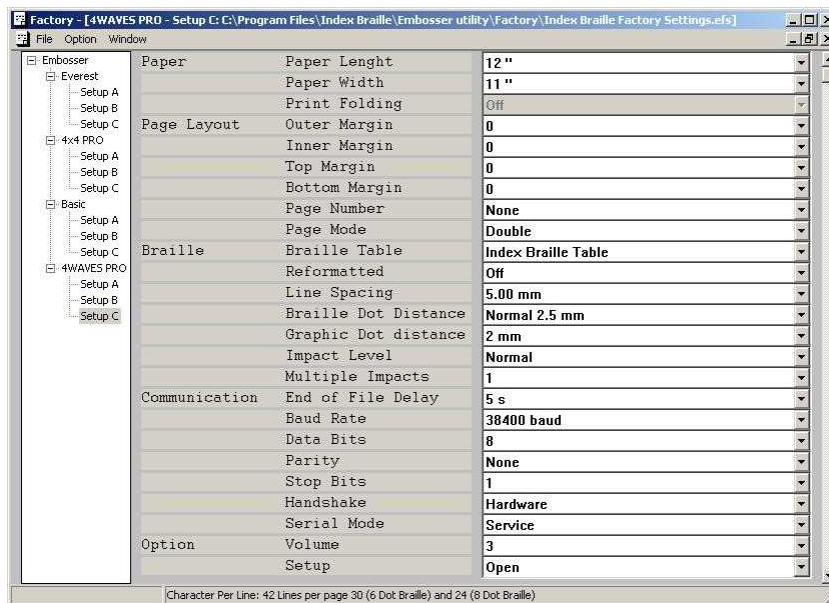 Factory - [4WAVES PRO - Setup C: C:\Program Files\Index Braille\Embosser utility\Factory\Index Braille Factory Settings.efs]
File Option Window
Embosser
Everest
Setup A
Setup B
Setup C
4x4 PRO
Setup A
Setup B
Setup C
Basic
Setup A
Setup B
Setup C
4WAVES PRO
Setup A
Setup B
Setup C
Paper Paper Lenght 12 "
Paper Width 11 "
Print Folding Off
Page Layout Outer Margin 0
Inner Margin 0
Top Margin 0
Bottom Margin 0
Page Number None
Page Mode Double
Braille Braille Table Index Braille Table
Reformatted Off
Line Spacing 5.00 mm
Braille Dot Distance Normal 2.5 mm
Graphic Dot distance 2 mm
Impact Level Normal
Multiple Impacts 1
Communication End of File Delay 5 s
Baud Rate 38400 baud
Data Bits 8
Parity None
Stop Bits 1
Handshake Hardware
Serial Mode Service
Option Volume 3
Setup Open
Character Per Line: 42 Lines per page 30 (6 Dot Braille) and 24 (8 Dot Braille)